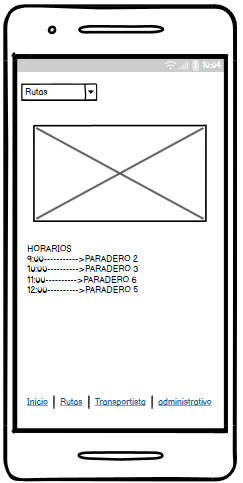 10:04
Rutas
HORARIOS
9:00---------->PARADERO 2
10:00---------->PARADERO 3
11:00---------->PARADERO 6
12:00---------->PARADERO 5
Inicio | Rutas | Transportista | administrativo